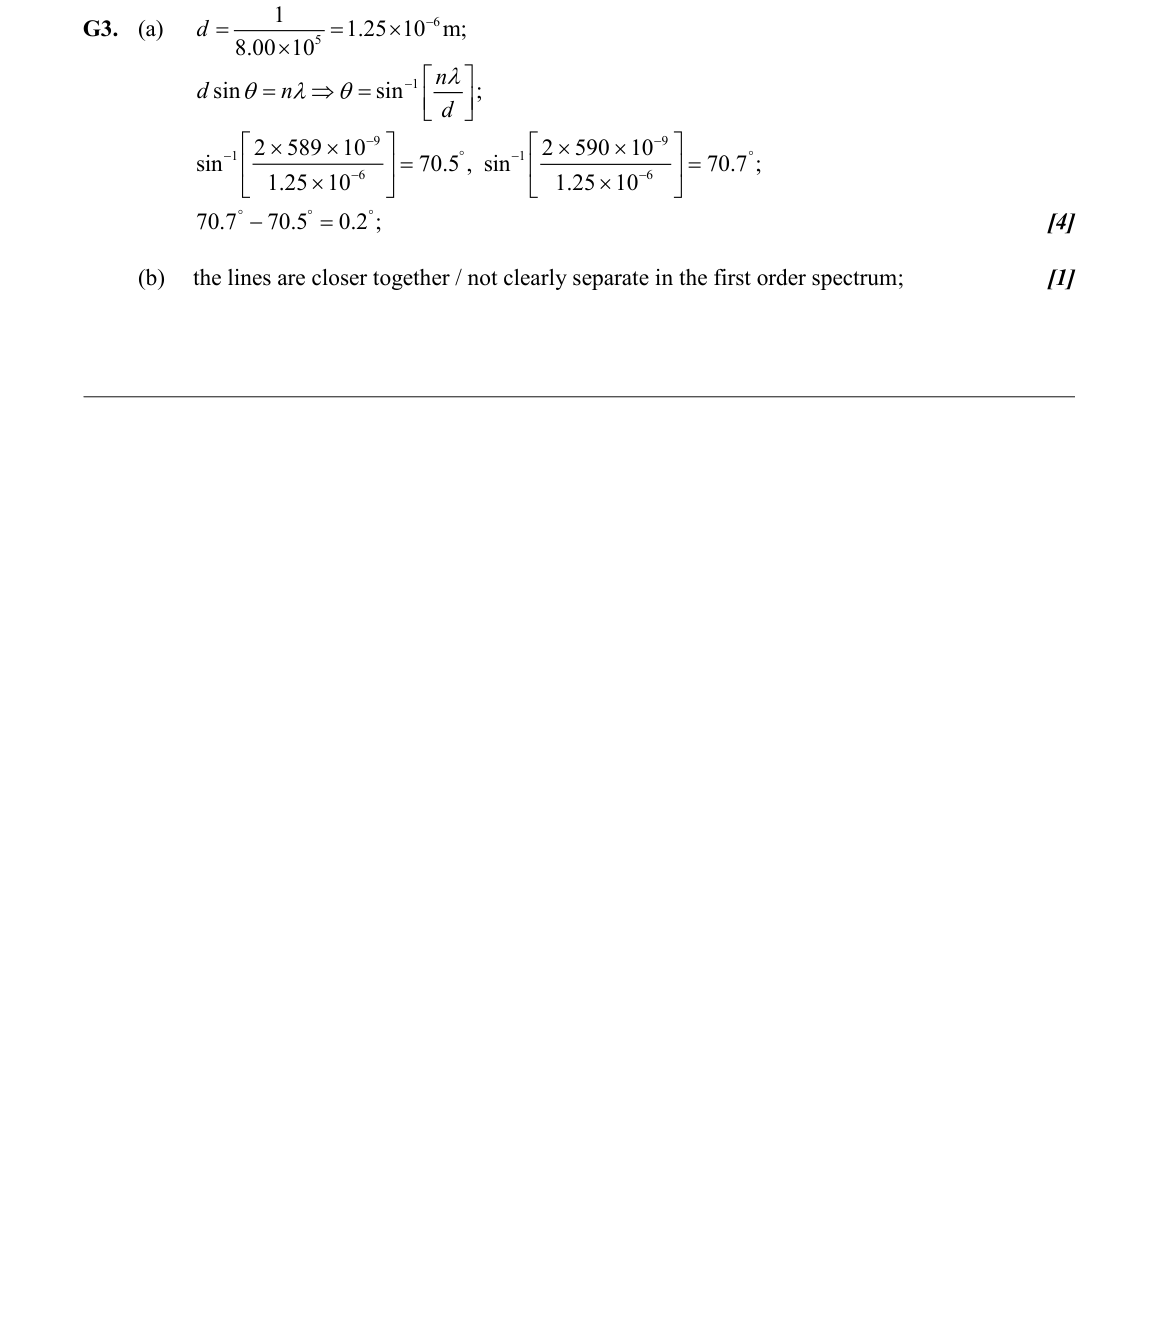 G3. (a) d = 1 / 8.00×10⁵ = 1.25×10⁻⁶ m;
d sin θ = nλ ⇒ θ = sin⁻¹[nλ / d];
sin⁻¹[2 × 589 × 10⁻⁹ / 1.25 × 10⁻⁶] = 70.5°, sin⁻¹[2 × 590 × 10⁻⁹ / 1.25 × 10⁻⁶] = 70.7°;
70.7° − 70.5° = 0.2°; [4]
(b) the lines are closer together / not clearly separate in the first order spectrum; [1]